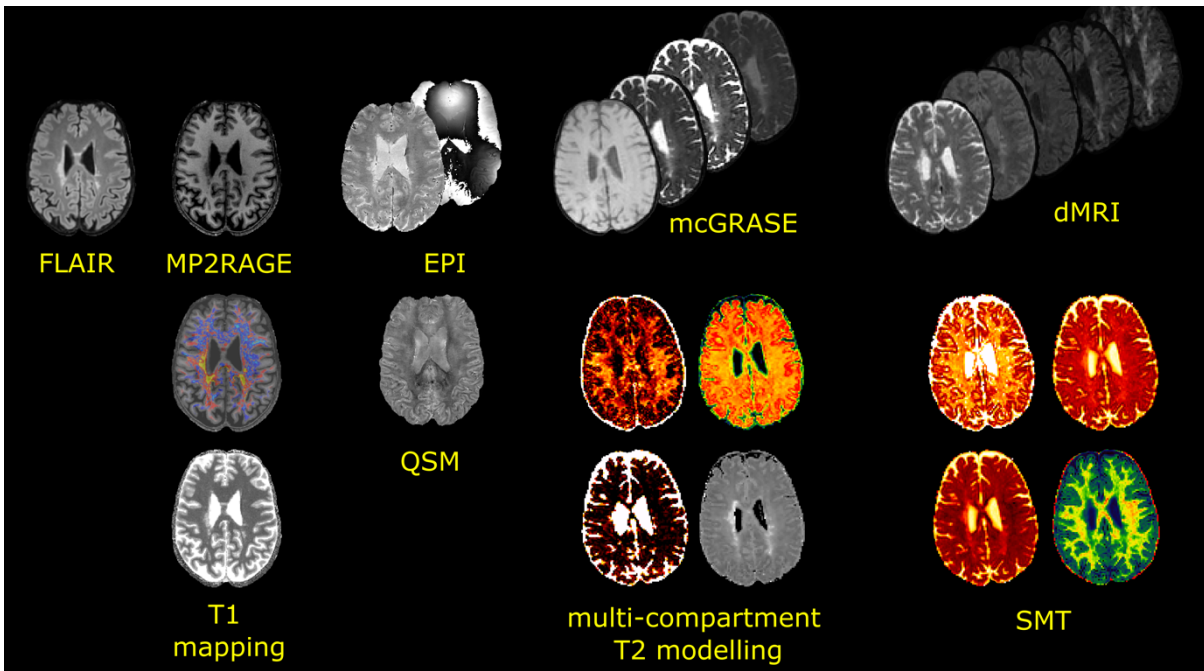 FLAIR
MP2RAGE
EPI
mcGRASE
dMRI
QSM
T1
mapping
multi-compartment
T2 modelling
SMT